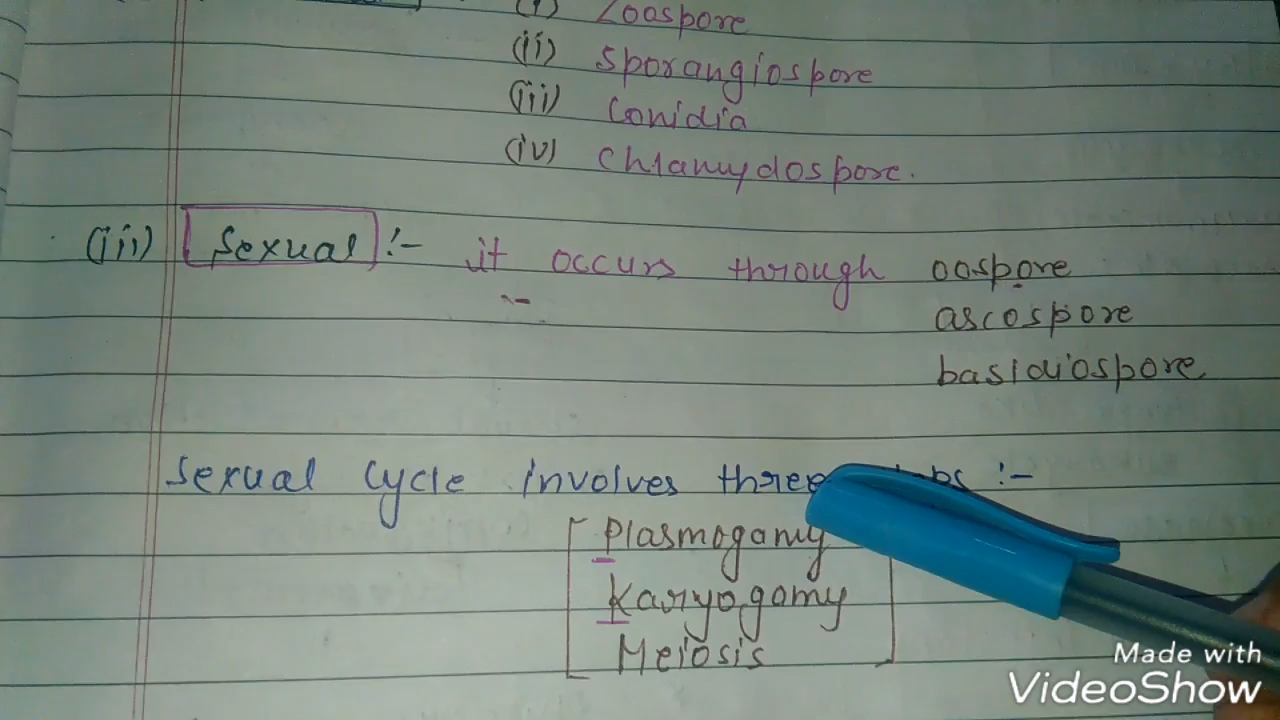 (i) Zoospore
(ii) Sporangiospore
(iii) Conidia
(iv) Chlamydospore.
(iii) Sexual :- it occurs through oospore
ascospore
basidiospore
Sexual cycle involves three :-
Plasmogamy
Karyogamy
Meiosis
Made with
VideoShow